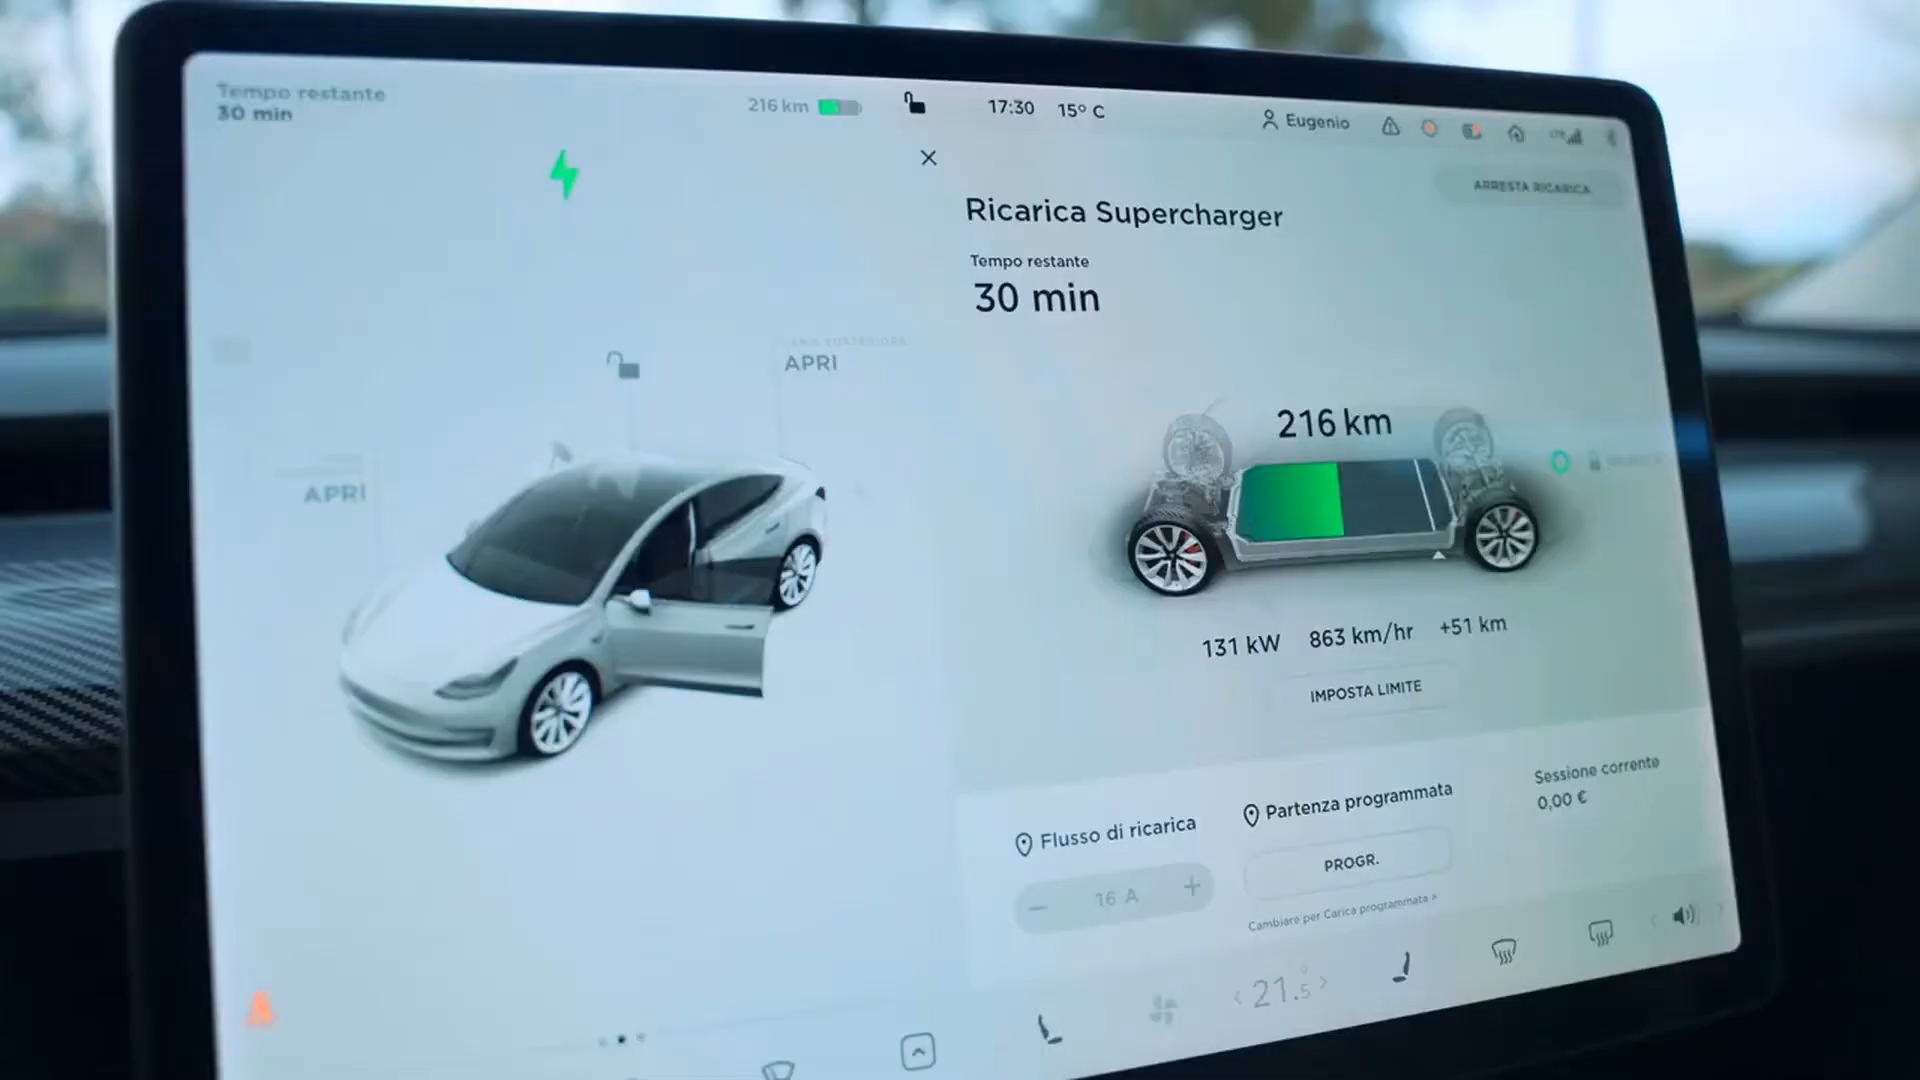 Tempo restante
30 min
216 km
17:30 15° C
Eugenio
LTE
ARRESTA RICARICA
Ricarica Supercharger
Tempo restante
30 min
APRI
APRI
216 km
131 kW 863 km/hr +51 km
IMPOSTA LIMITE
Flusso di ricarica
16 A
Partenza programmata
PROGR.
Cambiare per Carica programmata >
Sessione corrente
0,00 €
21.5